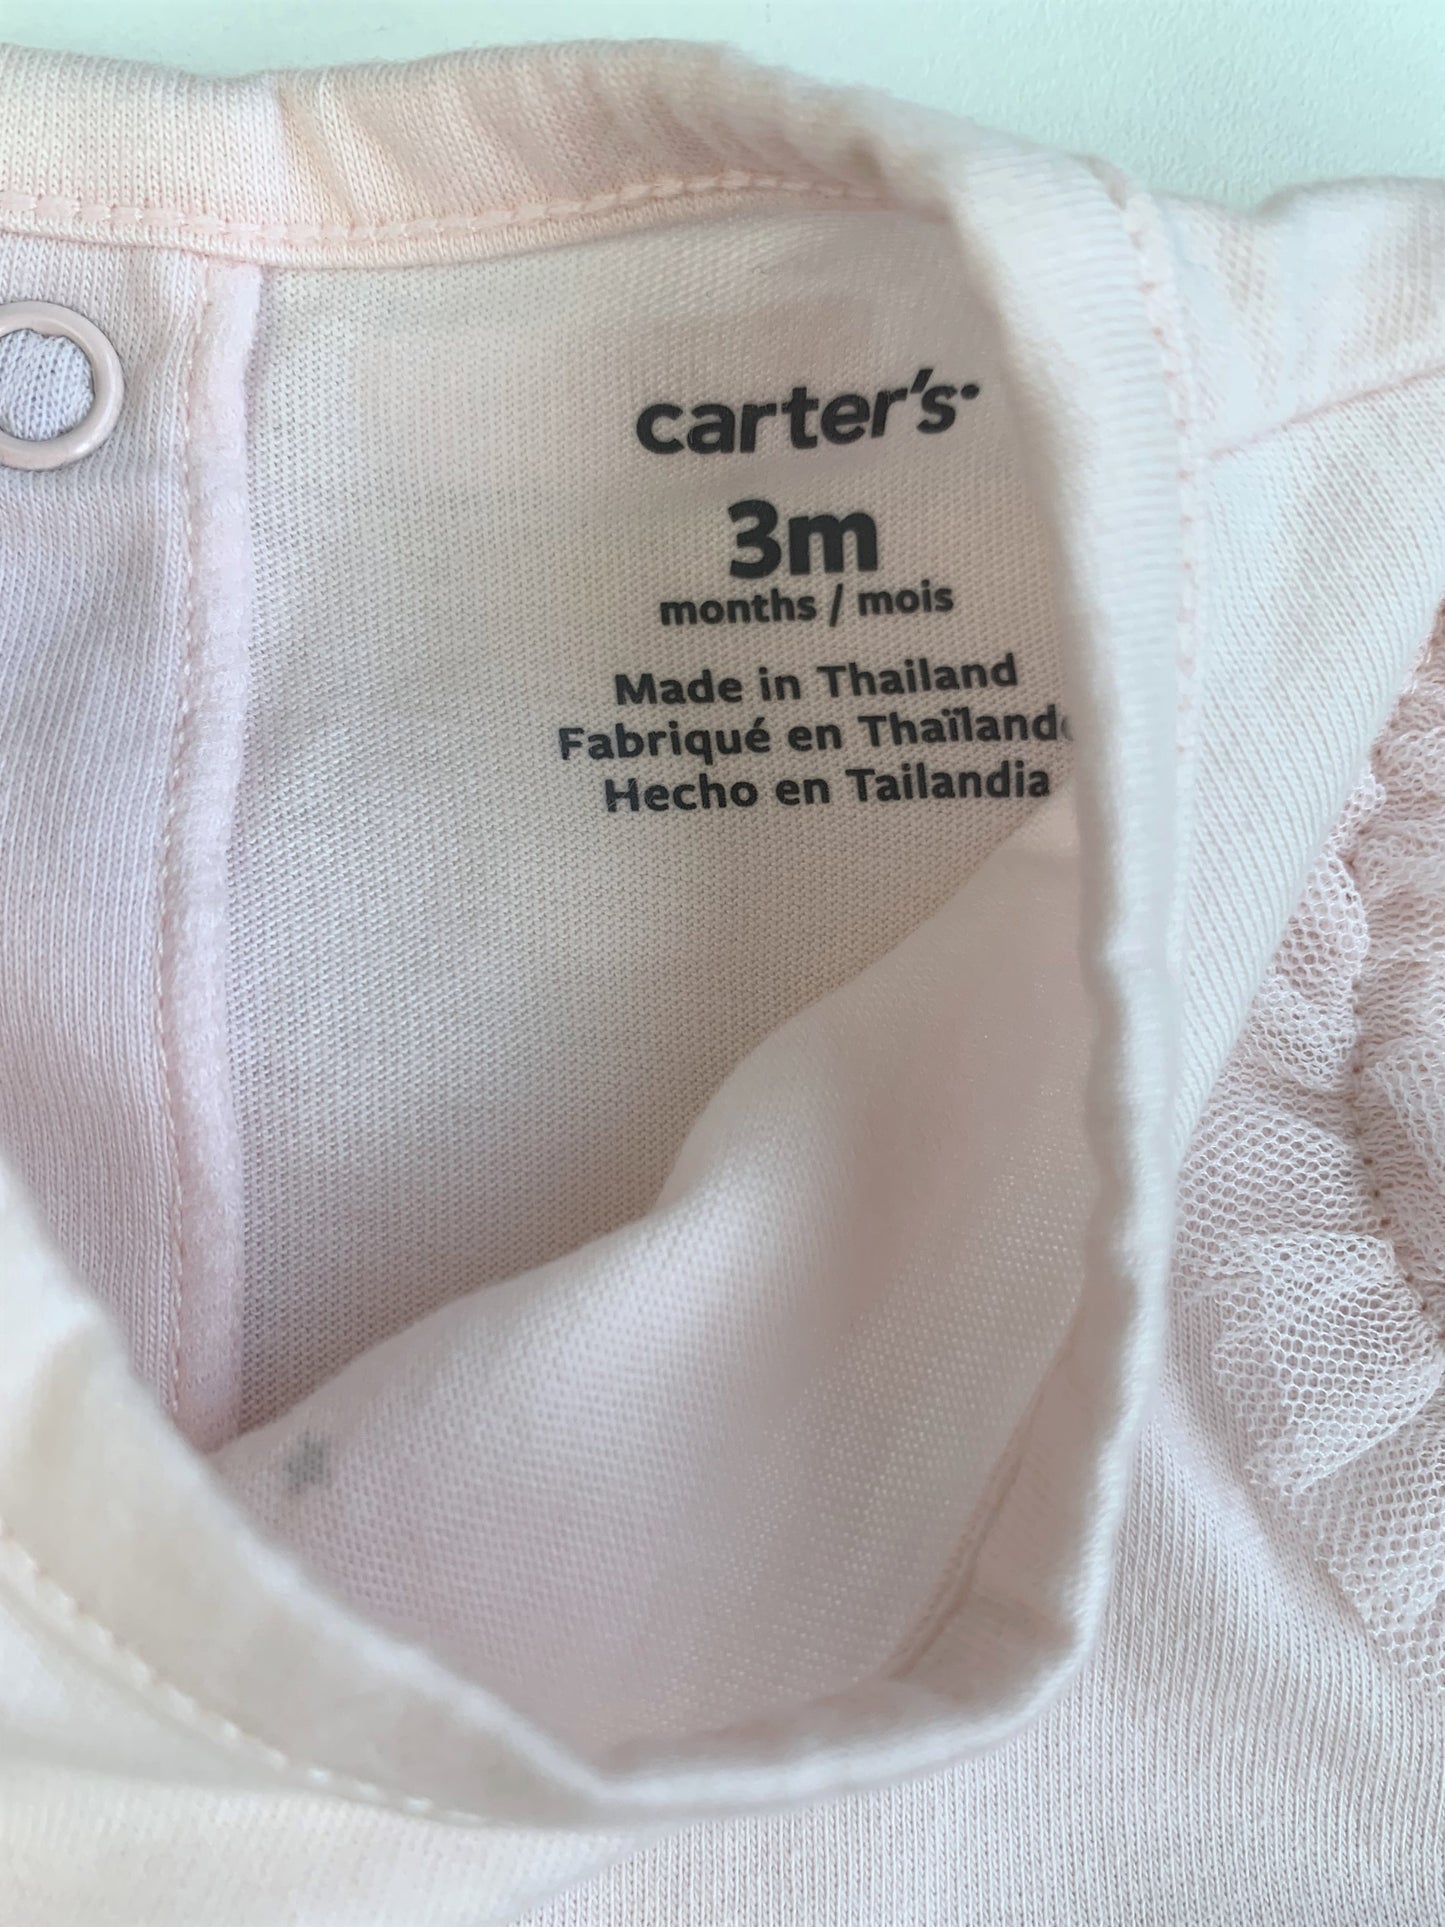 carter's
3m
months / mois
Made in Thailand
Fabriqué en Thaïlande
Hecho en Tailandia